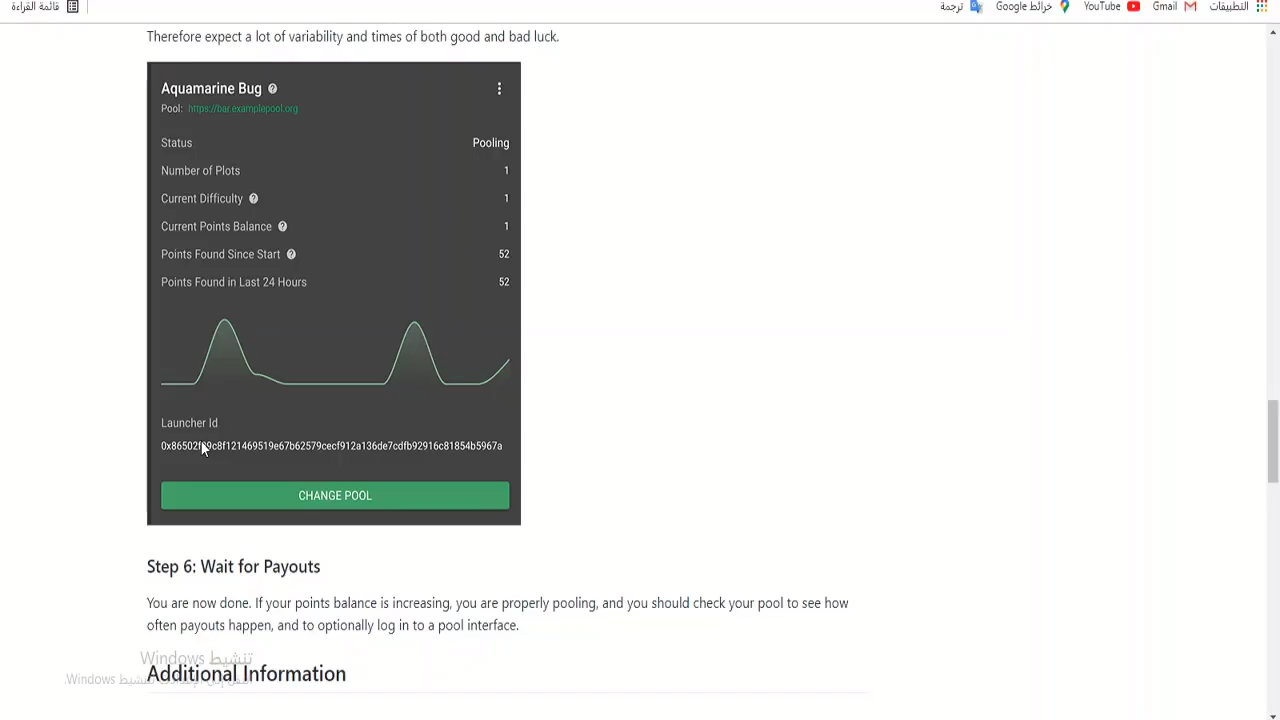 قائمة القراءة
ترجمة
خرائط Google
YouTube
Gmail
التطبيقات
Therefore expect a lot of variability and times of both good and bad luck.
Aquamarine Bug
Pool: https://bar.examplepool.org
Status Pooling
Number of Plots 1
Current Difficulty 1
Current Points Balance 1
Points Found Since Start 52
Points Found in Last 24 Hours 52
Launcher Id
CHANGE POOL
Step 6: Wait for Payouts
You are now done. If your points balance is increasing, you are properly pooling, and you should check your pool to see how
often payouts happen, and to optionally log in to a pool interface.
تنشيط Windows
Additional Information